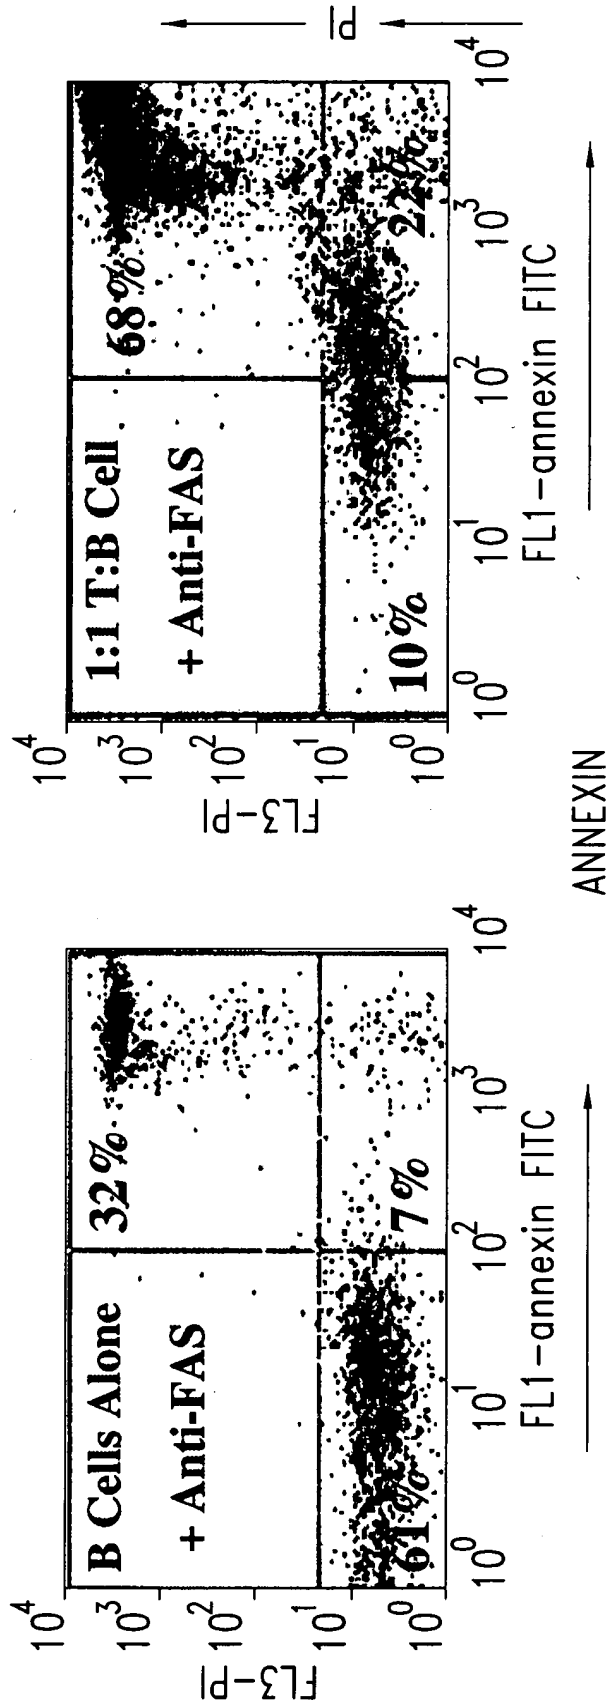 B Cells Alone
+ Anti-FAS
32%
61%
7%
FL3-PI
10^4
10^3
10^2
10^1
10^0
10^0
10^1
10^2
10^3
10^4
FL1-annexin FITC
1:1 T:B Cell
+ Anti-FAS
68%
10%
22%
FL3-PI
10^4
10^3
10^2
10^1
10^0
10^0
10^1
10^2
10^3
10^4
FL1-annexin FITC
PI
ANNEXIN